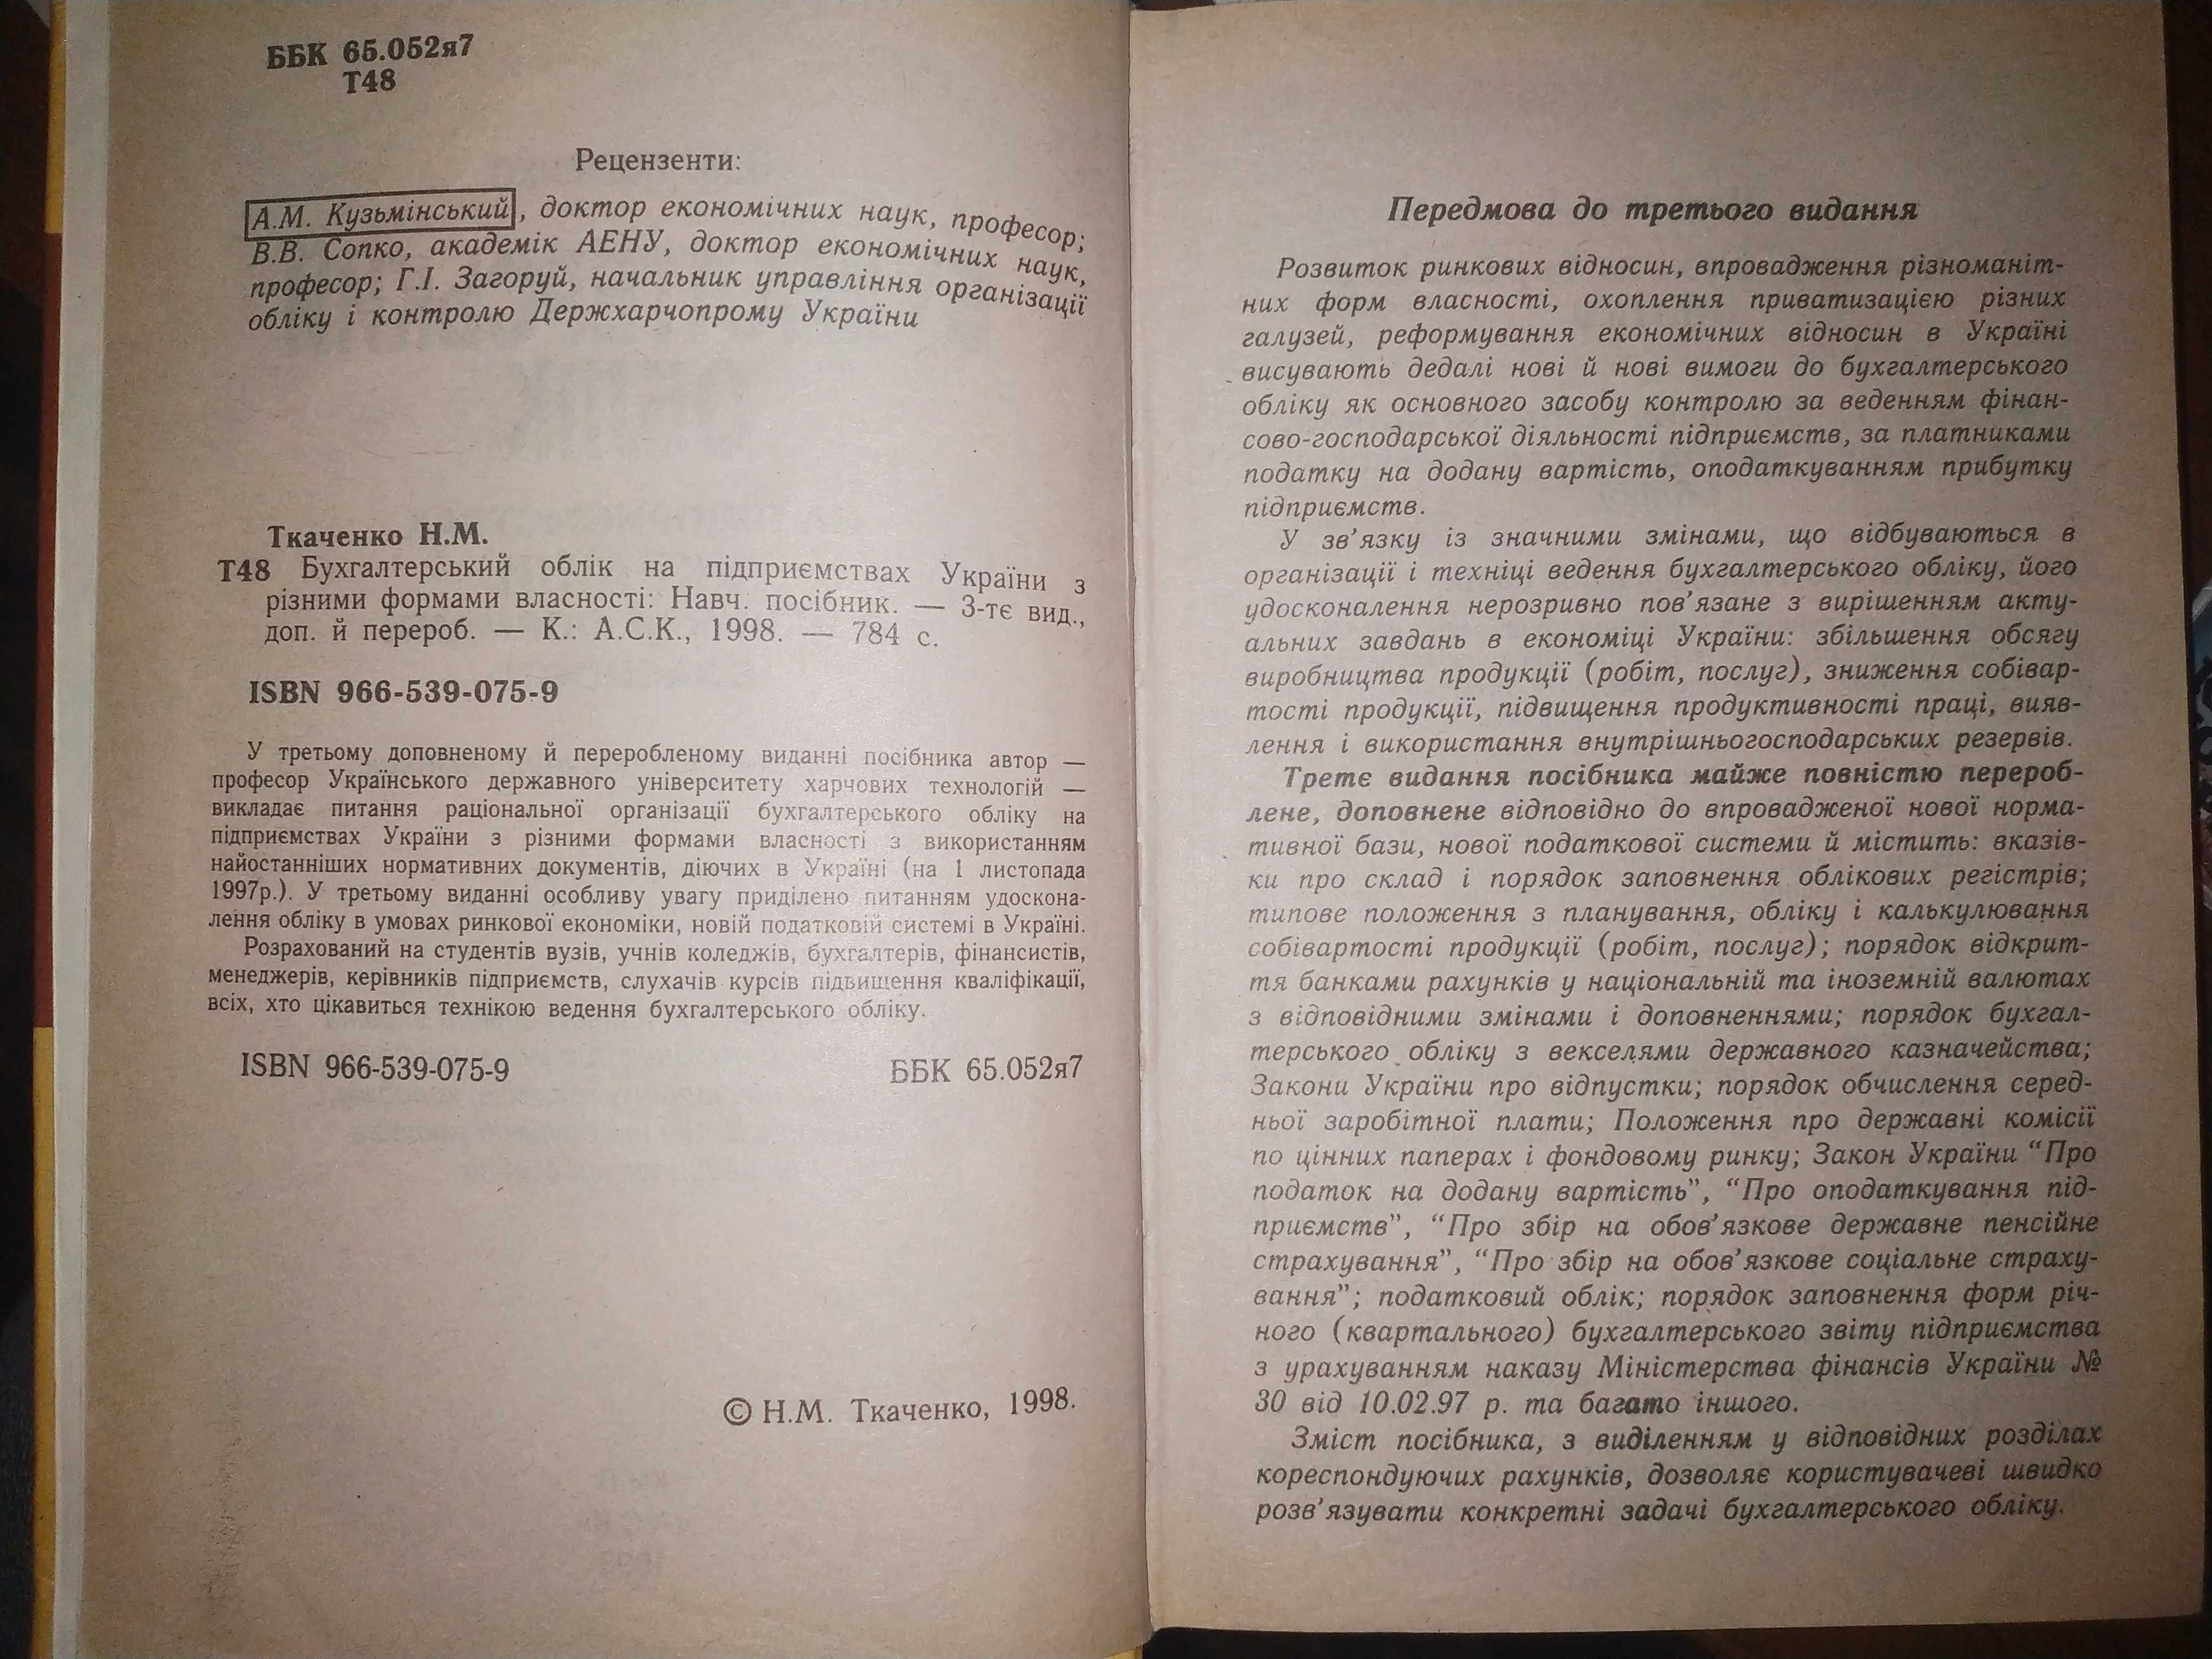 ББК 65.052я7
Т48
Рецензенти:
А.М. Кузьмінський, доктор економічних наук, професор;
В.В. Сопко, академік АЕНУ, доктор економічних наук,
професор; Г.І. Загоруй, начальник управління організації
обліку і контролю Держхарчопрому України
Ткаченко Н.М.
Т48 Бухгалтерський облік на підприємствах України з
різними формами власності: Навч. посібник. — 3-тє вид.,
доп. й перероб. — К.: А.С.К., 1998. — 784 с.
ISBN 966-539-075-9
У третьому доповненому й переробленому виданні посібника автор —
професор Українського державного університету харчових технологій —
викладає питання раціональної організації бухгалтерського обліку на
підприємствах України з різними формами власності з використанням
найостанніших нормативних документів, діючих в Україні (на 1 листопада
1997р.). У третьому виданні особливу увагу приділено питанням удоскона-
лення обліку в умовах ринкової економіки, новій податковій системі в Україні.
Розрахований на студентів вузів, учнів коледжів, бухгалтерів, фінансистів,
менеджерів, керівників підприємств, слухачів курсів підвищення кваліфікації,
всіх, хто цікавиться технікою ведення бухгалтерського обліку.
ISBN 966-539-075-9 ББК 65.052я7
© Н.М. Ткаченко, 1998.
Передмова до третього видання
Розвиток ринкових відносин, впровадження різноманіт-
них форм власності, охоплення приватизацією різних
галузей, реформування економічних відносин в Україні
висувають дедалі нові й нові вимоги до бухгалтерського
обліку як основного засобу контролю за веденням фінан-
сово-господарської діяльності підприємств, за платниками
податку на додану вартість, оподаткуванням прибутку
підприємств.
У зв'язку із значними змінами, що відбуваються в
організації і техніці ведення бухгалтерського обліку, його
удосконалення нерозривно пов'язане з вирішенням акту-
альних завдань в економіці України: збільшення обсягу
виробництва продукції (робіт, послуг), зниження собівар-
тості продукції, підвищення продуктивності праці, вияв-
лення і використання внутрішньогосподарських резервів.
Третє видання посібника майже повністю перероб-
лене, доповнене відповідно до впровадженої нової норма-
тивної бази, нової податкової системи й містить: вказів-
ки про склад і порядок заповнення облікових регістрів;
типове положення з планування, обліку і калькулювання
собівартості продукції (робіт, послуг); порядок відкрит-
тя банками рахунків у національній та іноземній валютах
з відповідними змінами і доповненнями; порядок бухгал-
терського обліку з векселями державного казначейства;
Закони України про відпустки; порядок обчислення серед-
ньої заробітної плати; Положення про державні комісії
по цінних паперах і фондовому ринку; Закон України “Про
податок на додану вартість”, “Про оподаткування під-
приємств”, “Про збір на обов'язкове державне пенсійне
страхування”, “Про збір на обов'язкове соціальне страху-
вання”; податковий облік; порядок заповнення форм річ-
ного (квартального) бухгалтерського звіту підприємства
з урахуванням наказу Міністерства фінансів України №
30 від 10.02.97 р. та багато іншого.
Зміст посібника, з виділенням у відповідних розділах
кореспондуючих рахунків, дозволяє користувачеві швидко
розв'язувати конкретні задачі бухгалтерського обліку.